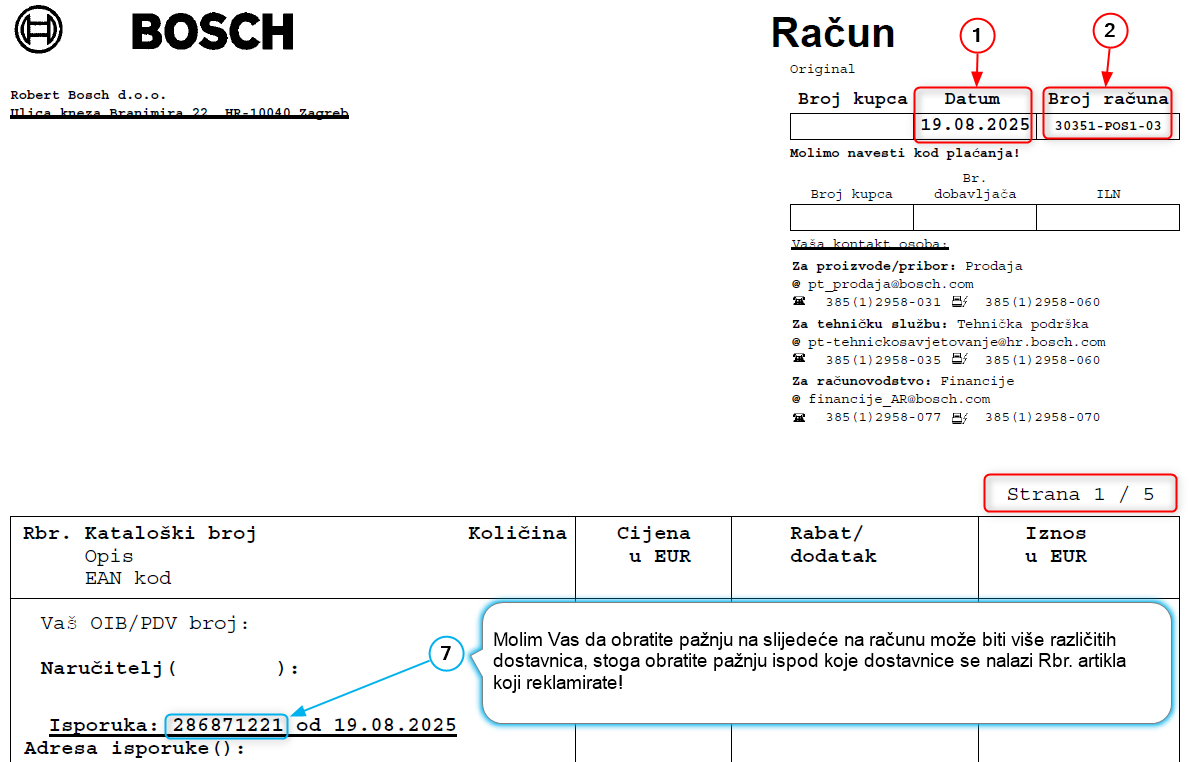 BOSCH
Račun
1
2
Original
Robert Bosch d.o.o.
Ulica kneza Branimira 22, HR-10040 Zagreb
Broj kupca Datum Broj računa
19.08.2025 30351-POS1-03
Molimo navesti kod plaćanja!
Broj kupca Br. dobavljača ILN
Vaša kontakt osoba:
Za proizvode/pribor: Prodaja
@ pt_prodaja@bosch.com
385(1)2958-031 385(1)2958-060
Za tehničku službu: Tehnička podrška
@ pt-tehnickosavjetovanje@hr.bosch.com
385(1)2958-035 385(1)2958-060
Za računovodstvo: Financije
@ financije_AR@bosch.com
385(1)2958-077 385(1)2958-070
Strana 1 / 5
Rbr. Kataloški broj Količina Cijena Rabat/ Iznos
Opis u EUR dodatak u EUR
EAN kod
Vaš OIB/PDV broj:
Naručitelj( ):
7
Molim Vas da obratite pažnju na slijedeće na računu može biti više različitih
dostavnica, stoga obratite pažnju ispod koje dostavnice se nalazi Rbr. artikla
koji reklamirate!
Isporuka: 286871221 od 19.08.2025
Adresa isporuke():